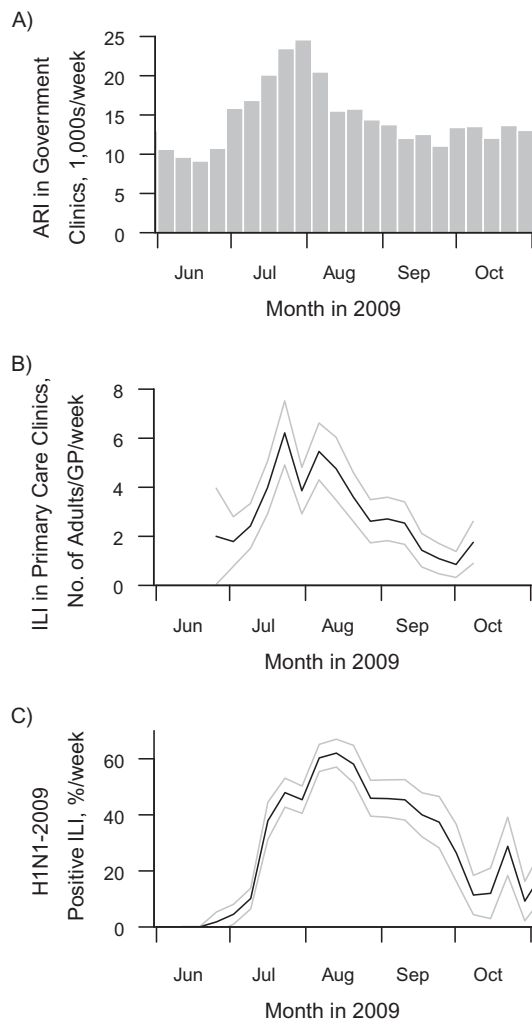 A)
ARI in Government
Clinics, 1,000s/week
25
20
15
10
5
0
Jun Jul Aug Sep Oct
Month in 2009
B)
ILI in Primary Care Clinics,
No. of Adults/GP/week
8
6
4
2
0
Jun Jul Aug Sep Oct
Month in 2009
C)
H1N1-2009
Positive ILI, %/week
60
40
20
0
Jun Jul Aug Sep Oct
Month in 2009